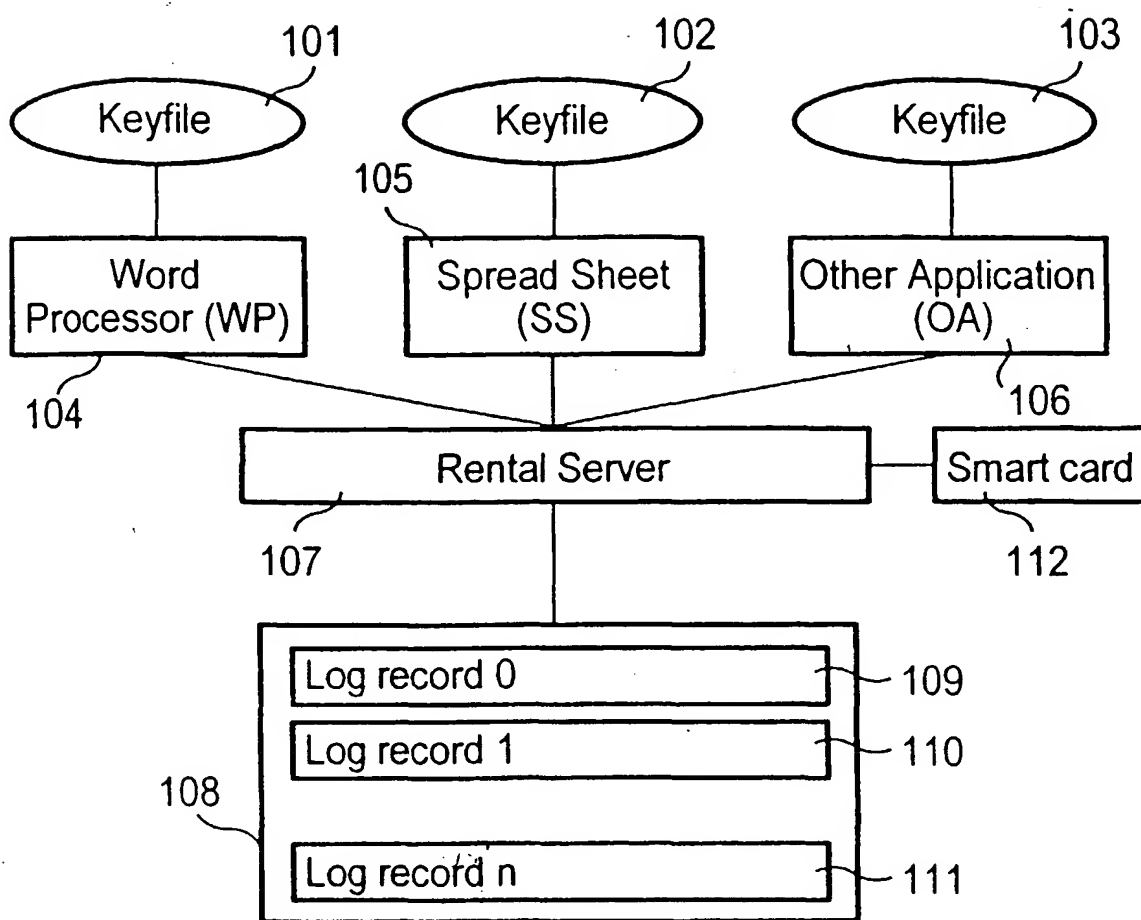 101
102
103
Keyfile
Keyfile
Keyfile
105
Word
Processor (WP)
Spread Sheet
(SS)
Other Application
(OA)
104
106
Rental Server
Smart card
107
112
Log record 0
109
Log record 1
110
108
Log record n
111